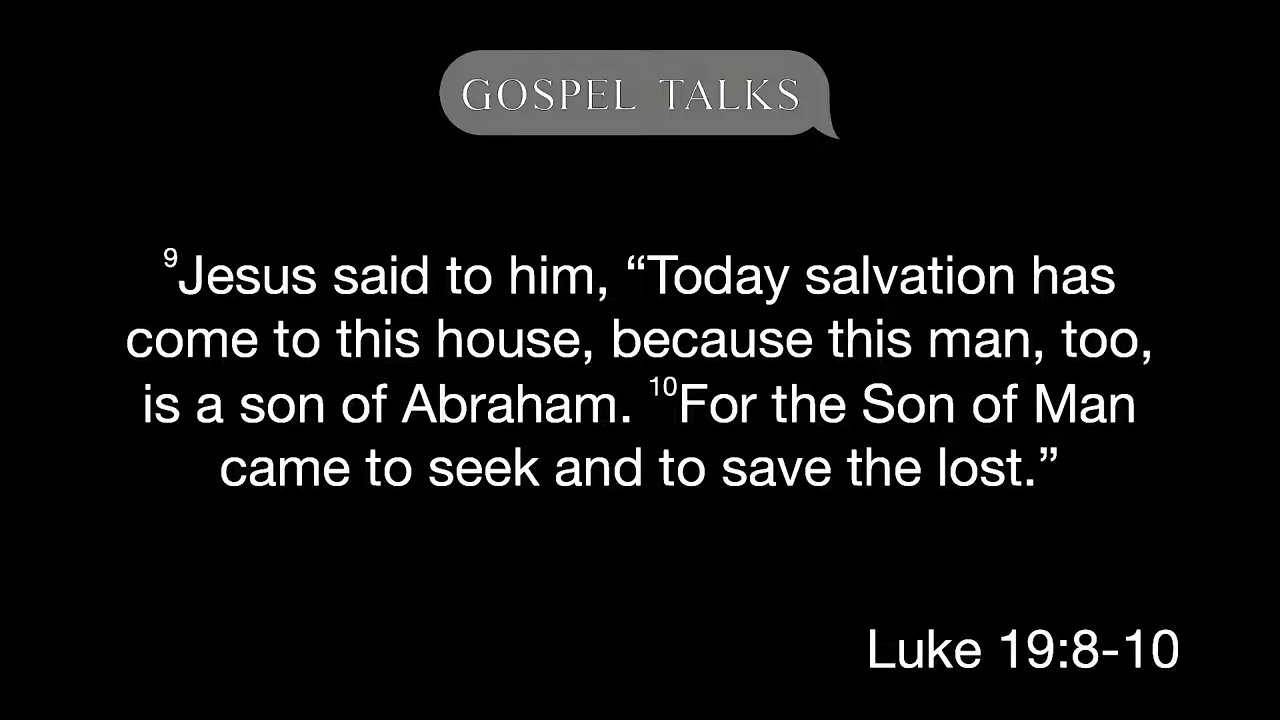 GOSPEL TALKS
⁹Jesus said to him, “Today salvation has
come to this house, because this man, too,
is a son of Abraham. ¹⁰For the Son of Man
came to seek and to save the lost.”
Luke 19:8-10